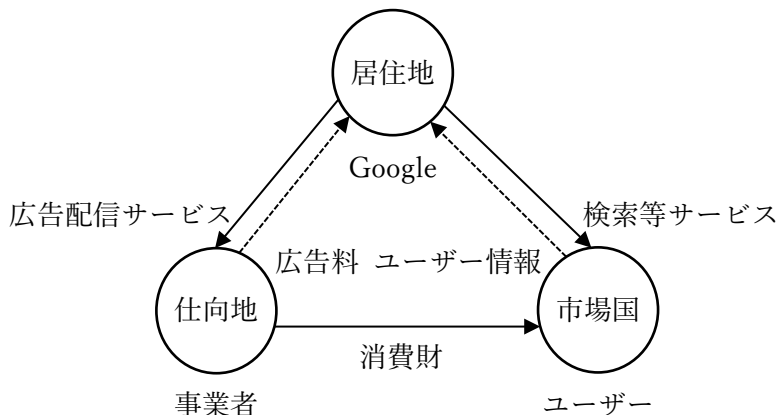 居住地
Google
広告配信サービス
検索等サービス
広告料 ユーザー情報
仕向地
市場国
消費財
事業者
ユーザー